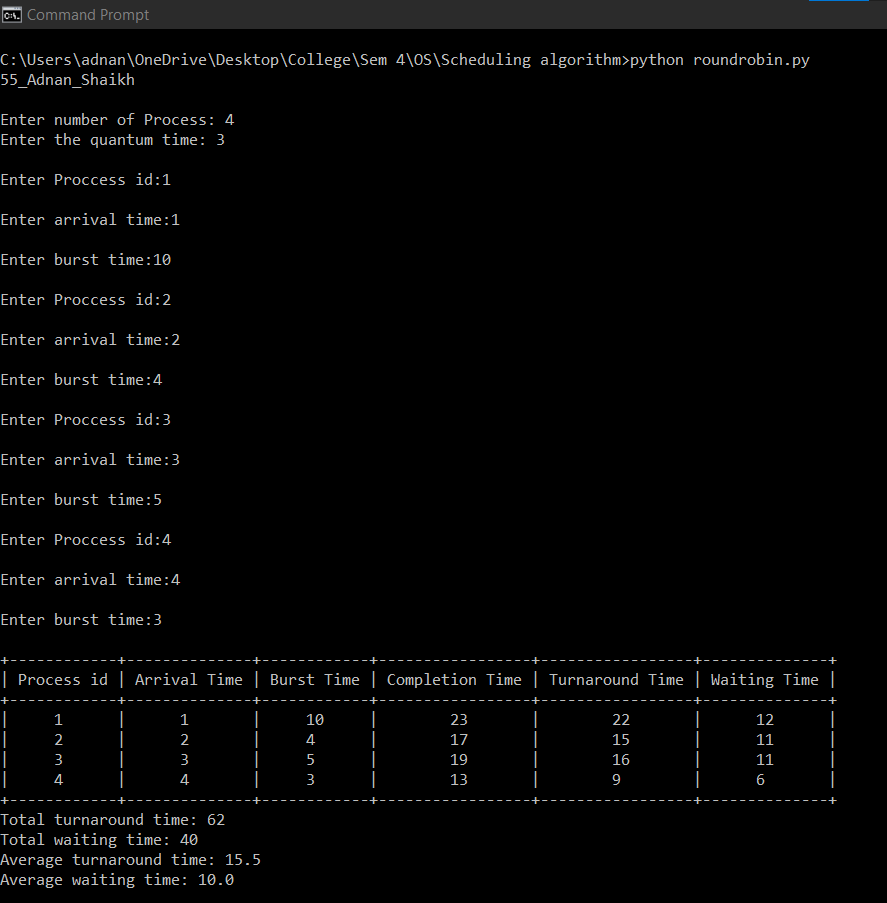 Command Prompt
C:\Users\adnan\OneDrive\Desktop\College\Sem 4\OS\Scheduling algorithm>python roundrobin.py
55_Adnan_Shaikh
Enter number of Process: 4
Enter the quantum time: 3
Enter Proccess id:1
Enter arrival time:1
Enter burst time:10
Enter Proccess id:2
Enter arrival time:2
Enter burst time:4
Enter Proccess id:3
Enter arrival time:3
Enter burst time:5
Enter Proccess id:4
Enter arrival time:4
Enter burst time:3
+------------+--------------+------------+-----------------+-----------------+--------------+
| Process id | Arrival Time | Burst Time | Completion Time | Turnaround Time | Waiting Time |
+------------+--------------+------------+-----------------+-----------------+--------------+
| 1 | 1 | 10 | 23 | 22 | 12 |
| 2 | 2 | 4 | 17 | 15 | 11 |
| 3 | 3 | 5 | 19 | 16 | 11 |
| 4 | 4 | 3 | 13 | 9 | 6 |
+------------+--------------+------------+-----------------+-----------------+--------------+
Total turnaround time: 62
Total waiting time: 40
Average turnaround time: 15.5
Average waiting time: 10.0